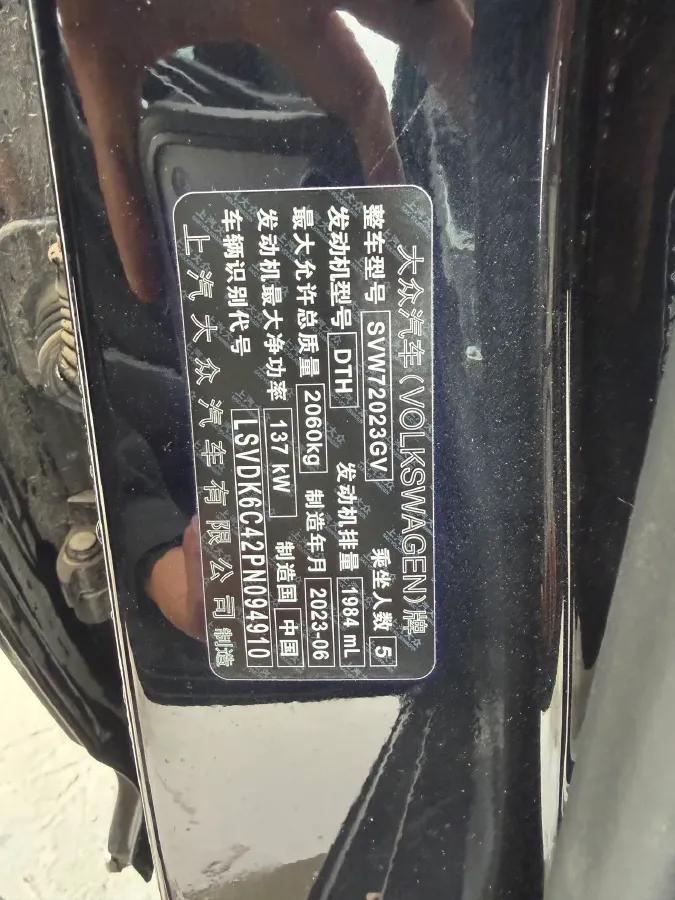 大众汽车(VOLKSWAGEN)牌
整车型号 SVW72023GV 乘坐人数 5
发动机型号 DTH 发动机排量 1984 mL
最大允许总质量 2060kg 制造年月 2023-06
发动机最大净功率 137 kW 制造国 中国
车辆识别代号 LSVDK6C42PN094910
上汽大众汽车有限公司 制造